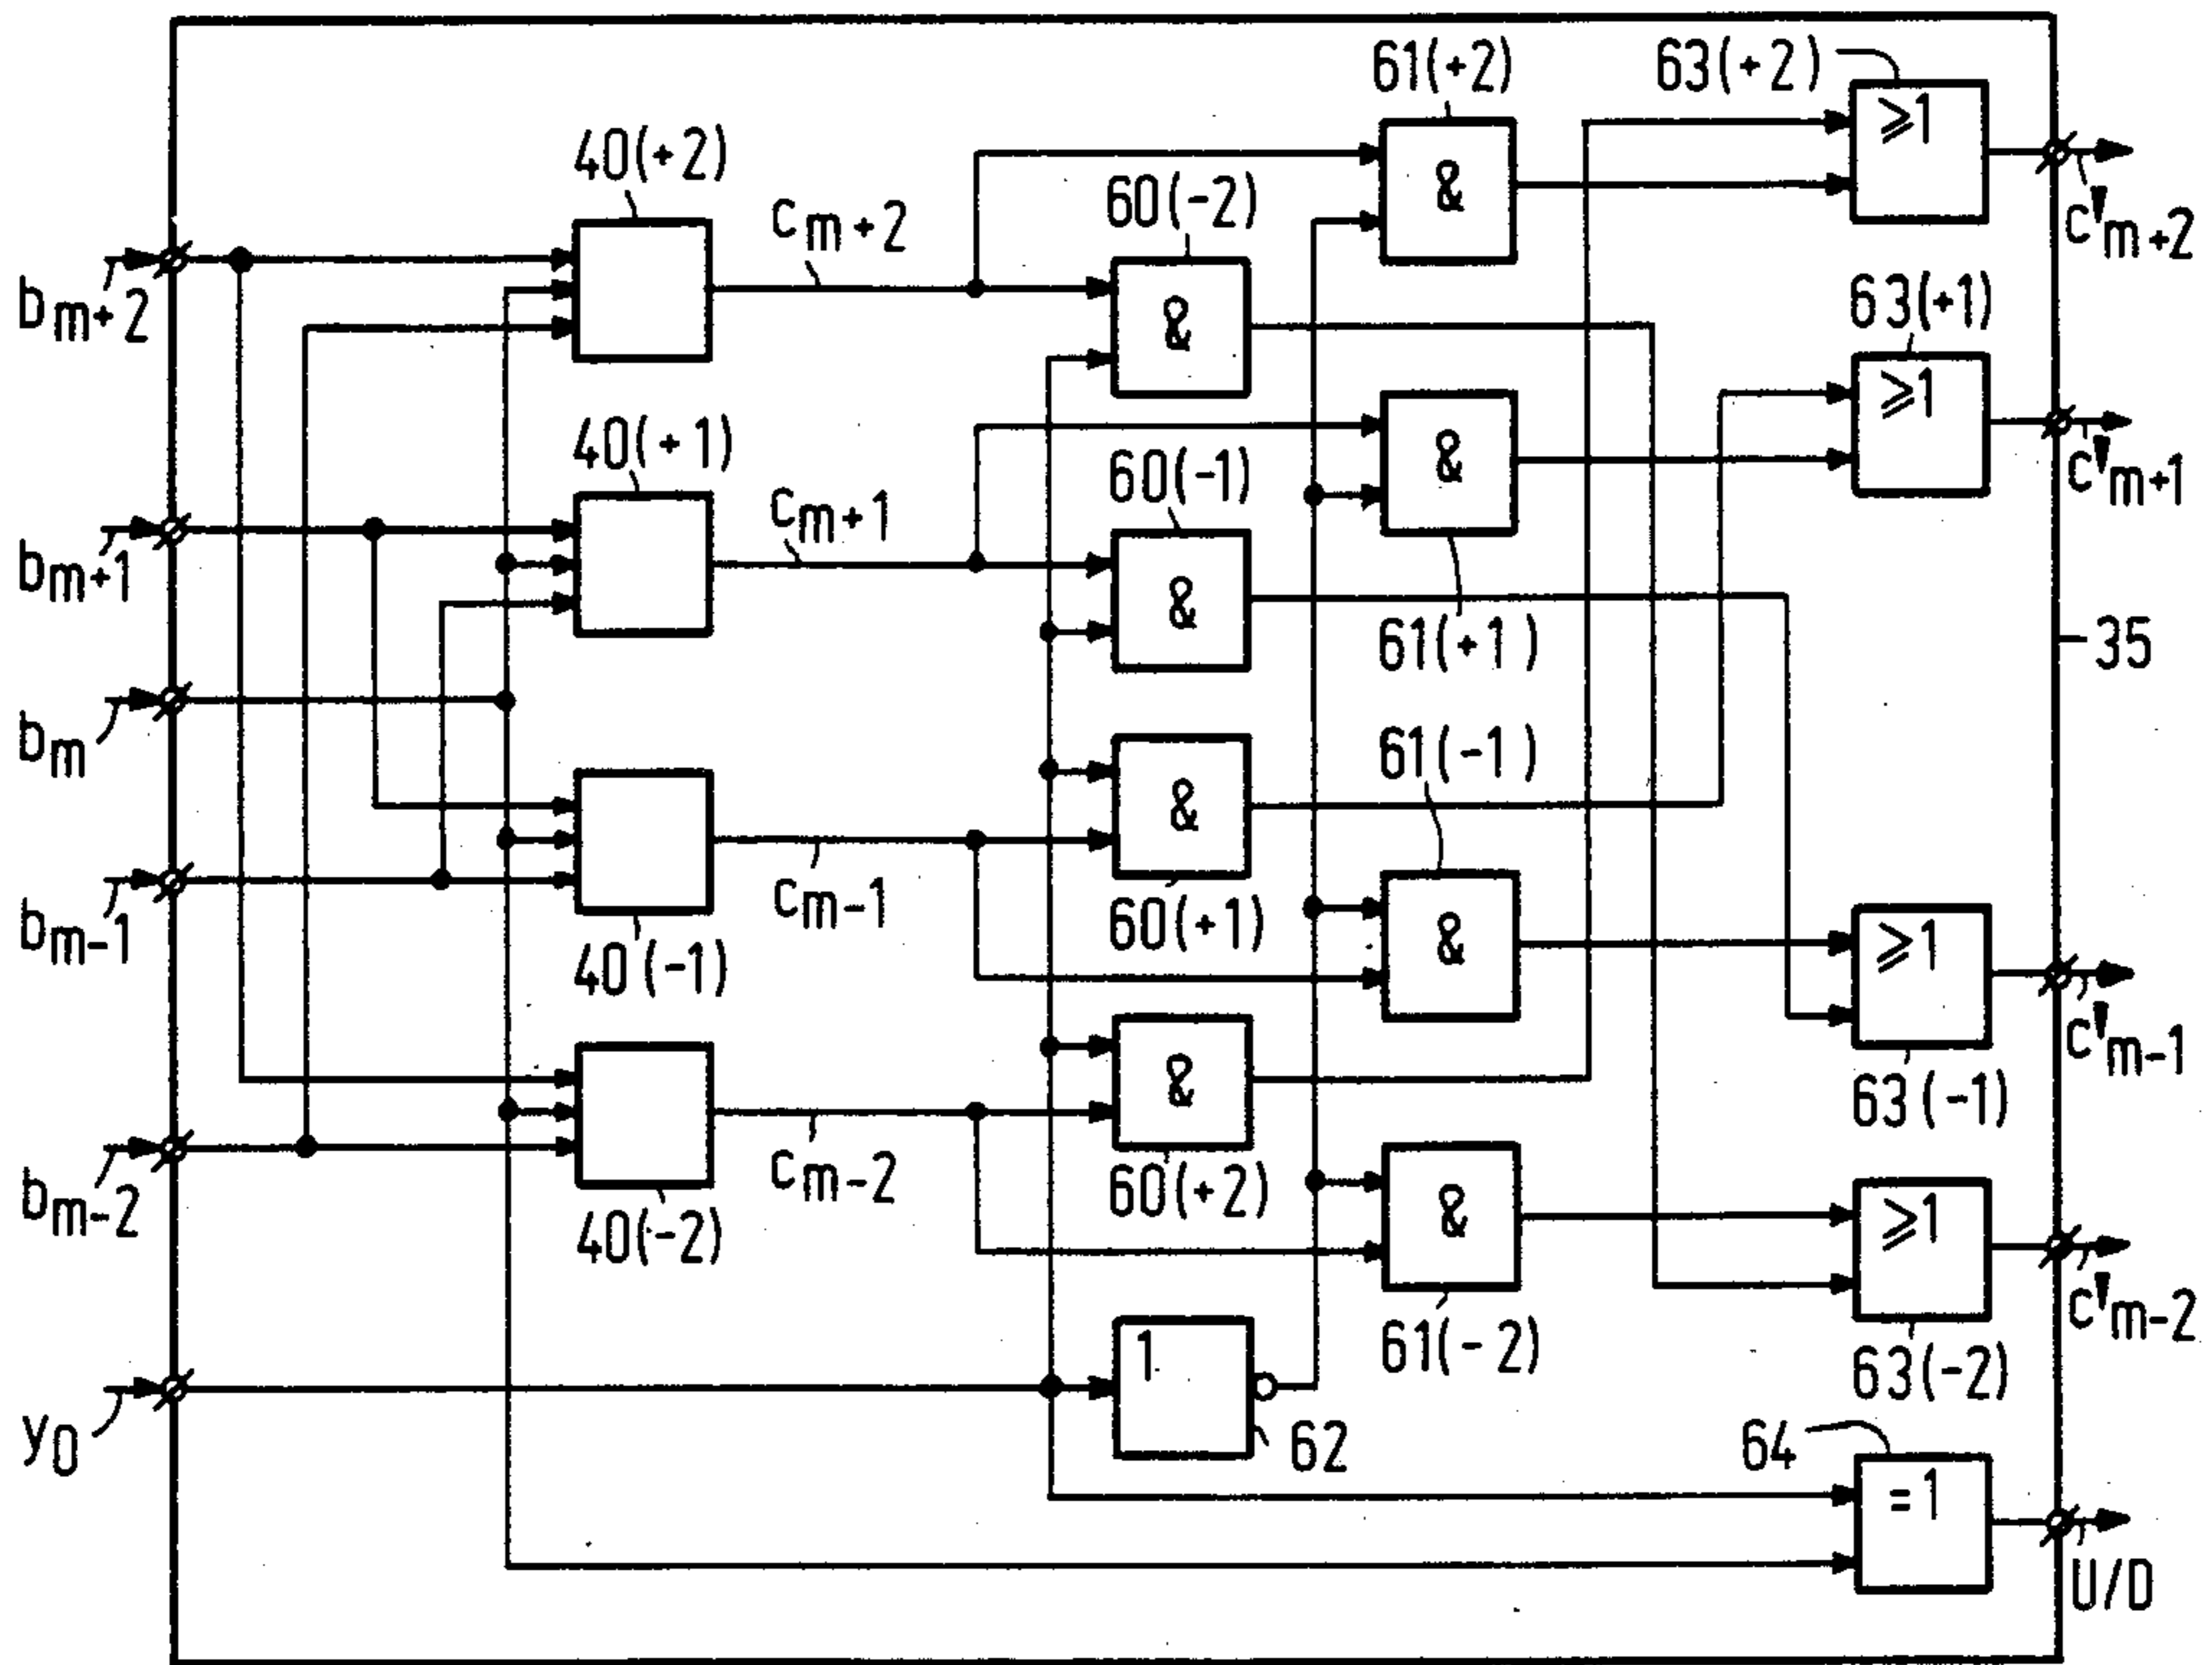 61(+2)
63(+2)
≥1
40(+2)
&
60(-2)
cm+2
c'm+2
bm+2
&
63(+1)
≥1
40(+1)
cm+1
60(-1)
&
c'm+1
bm+1
&
61(+1)
35
bm
61(-1)
&
cm-1
60(+1)
&
bm-1
40(-1)
≥1
c'm-1
63(-1)
&
cm-2
60(+2)
bm-2
40(-2)
&
≥1
c'm-2
61(-2)
63(-2)
1
y0
62
64
=1
U/D